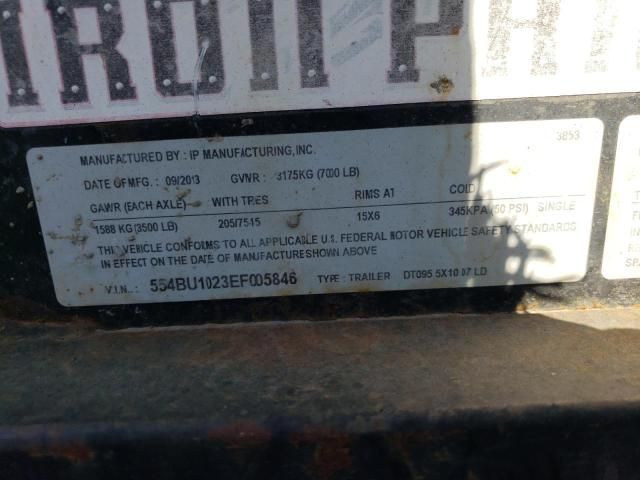 IRON PA
3853
MANUFACTURED BY : IP MANUFACTURING,INC.
DATE OF MFG. : 09/2013 GVWR : 3175KG (7000 LB)
GAWR (EACH AXLE) WITH TIRES RIMS AT COLD
1588 KG (3500 LB) 205/7515 15X6 345KPA (50 PSI) SINGLE
THIS VEHICLE CONFORMS TO ALL APPLICABLE U.S. FEDERAL MOTOR VEHICLE SAFETY STANDARDS
IN EFFECT ON THE DATE OF MANUFACTURE SHOWN ABOVE
V.I.N.: 554BU1023EF005846 TYPE : TRAILER DT095 5X10 07 LD